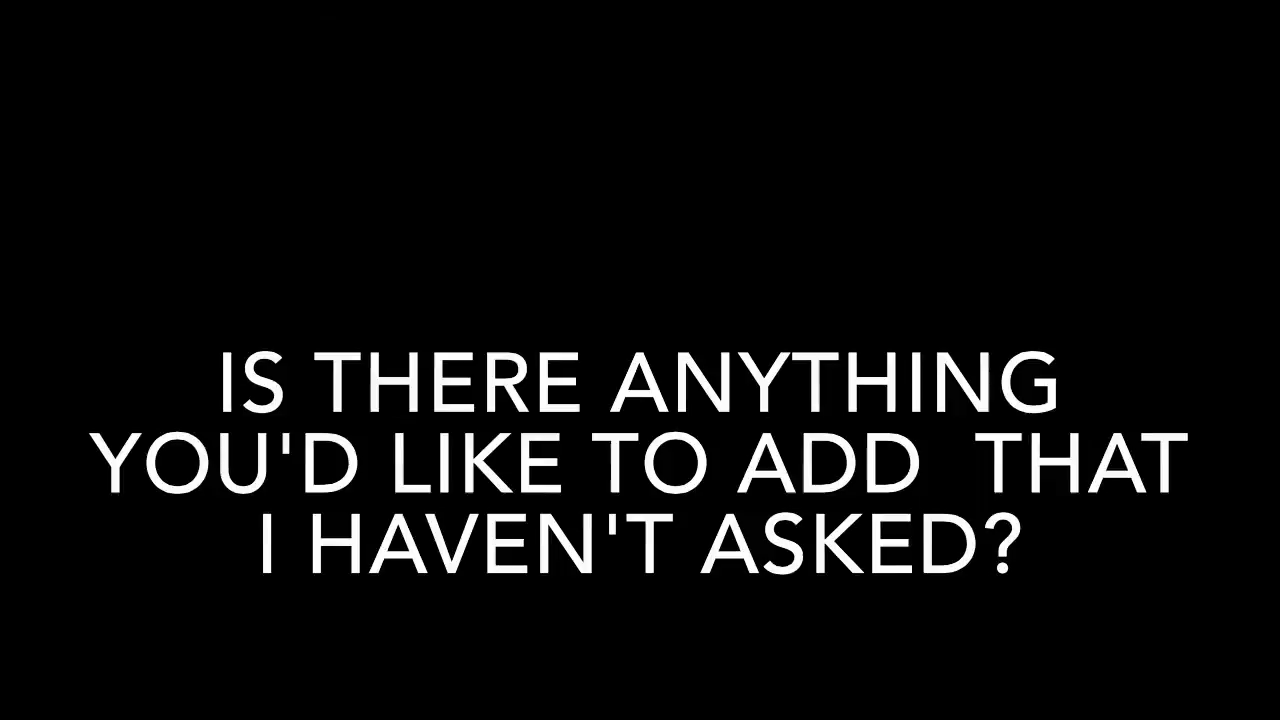 IS THERE ANYTHING
YOU'D LIKE TO ADD  THAT
I HAVEN'T ASKED?